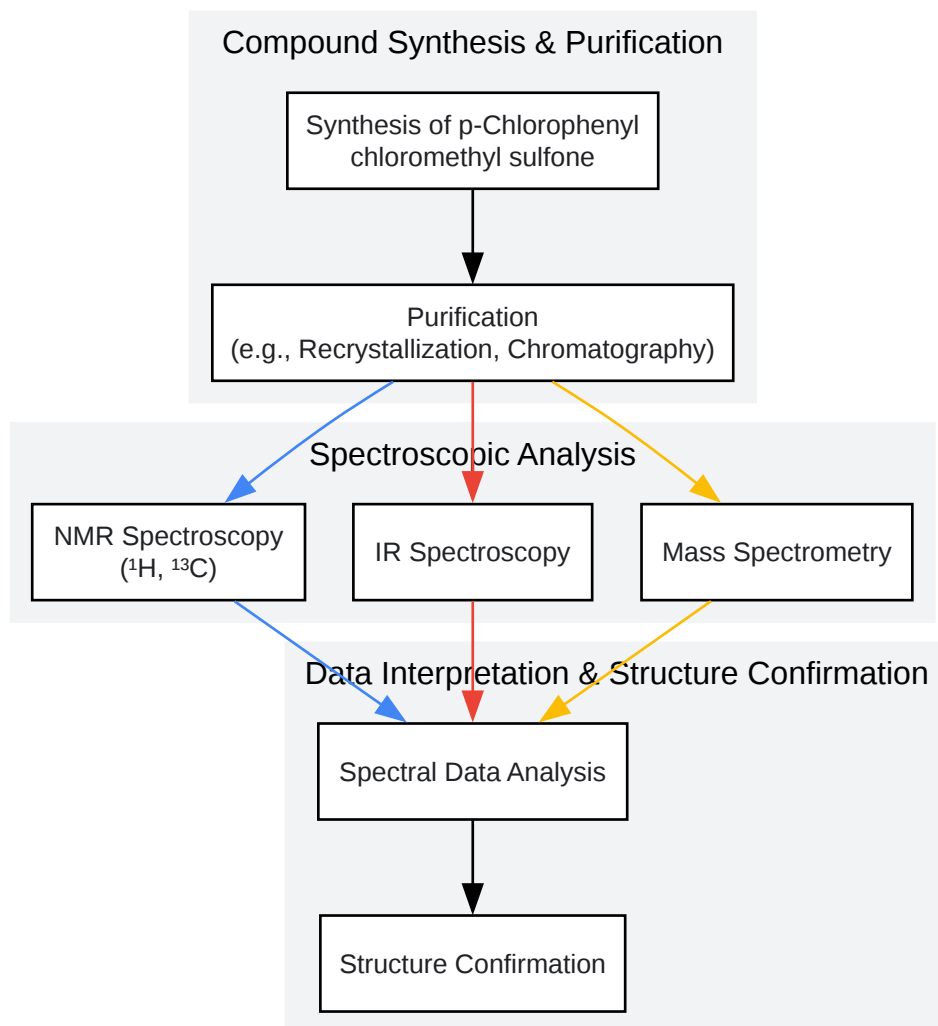 Compound Synthesis & Purification
Synthesis of p-Chlorophenyl
chloromethyl sulfone
Purification
(e.g., Recrystallization, Chromatography)
Spectroscopic Analysis
NMR Spectroscopy
(¹H, ¹³C)
IR Spectroscopy
Mass Spectrometry
Data Interpretation & Structure Confirmation
Spectral Data Analysis
Structure Confirmation